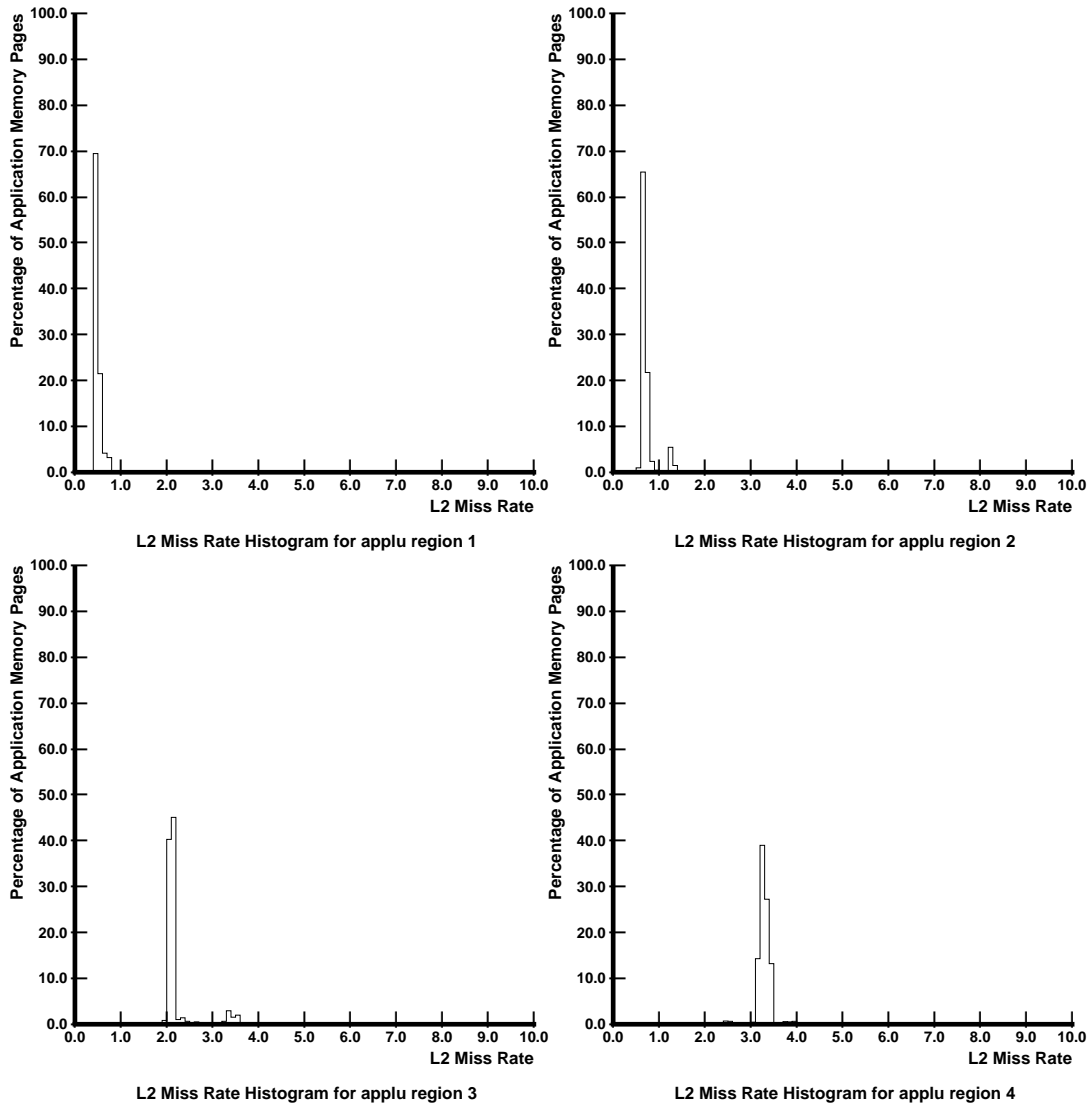 Percentage of Application Memory Pages
100.0
90.0
80.0
70.0
60.0
50.0
40.0
30.0
20.0
10.0
0.0
0.0 1.0 2.0 3.0 4.0 5.0 6.0 7.0 8.0 9.0 10.0
L2 Miss Rate
L2 Miss Rate Histogram for applu region 1
Percentage of Application Memory Pages
100.0
90.0
80.0
70.0
60.0
50.0
40.0
30.0
20.0
10.0
0.0
0.0 1.0 2.0 3.0 4.0 5.0 6.0 7.0 8.0 9.0 10.0
L2 Miss Rate
L2 Miss Rate Histogram for applu region 2
Percentage of Application Memory Pages
100.0
90.0
80.0
70.0
60.0
50.0
40.0
30.0
20.0
10.0
0.0
0.0 1.0 2.0 3.0 4.0 5.0 6.0 7.0 8.0 9.0 10.0
L2 Miss Rate
L2 Miss Rate Histogram for applu region 3
Percentage of Application Memory Pages
100.0
90.0
80.0
70.0
60.0
50.0
40.0
30.0
20.0
10.0
0.0
0.0 1.0 2.0 3.0 4.0 5.0 6.0 7.0 8.0 9.0 10.0
L2 Miss Rate
L2 Miss Rate Histogram for applu region 4